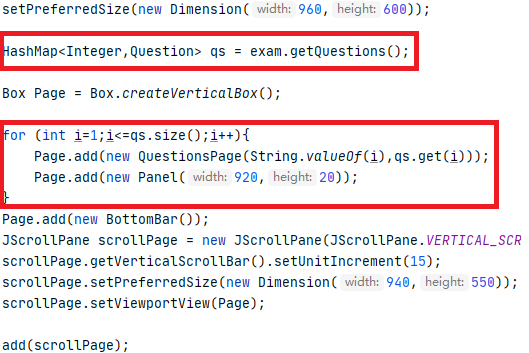 setPreferredSize(new Dimension( width: 960, height: 600));
HashMap<Integer,Question> qs = exam.getQuestions();
Box Page = Box.createVerticalBox();
for (int i=1;i<=qs.size();i++){
Page.add(new QuestionsPage(String.valueOf(i),qs.get(i)));
Page.add(new Panel( width: 920, height: 20));
}
Page.add(new BottomBar());
JScrollPane scrollPage = new JScrollPane(JScrollPane.VERTICAL_SCR
scrollPage.getVerticalScrollBar().setUnitIncrement(15);
scrollPage.setPreferredSize(new Dimension( width: 940, height: 550));
scrollPage.setViewportView(Page);
add(scrollPage);